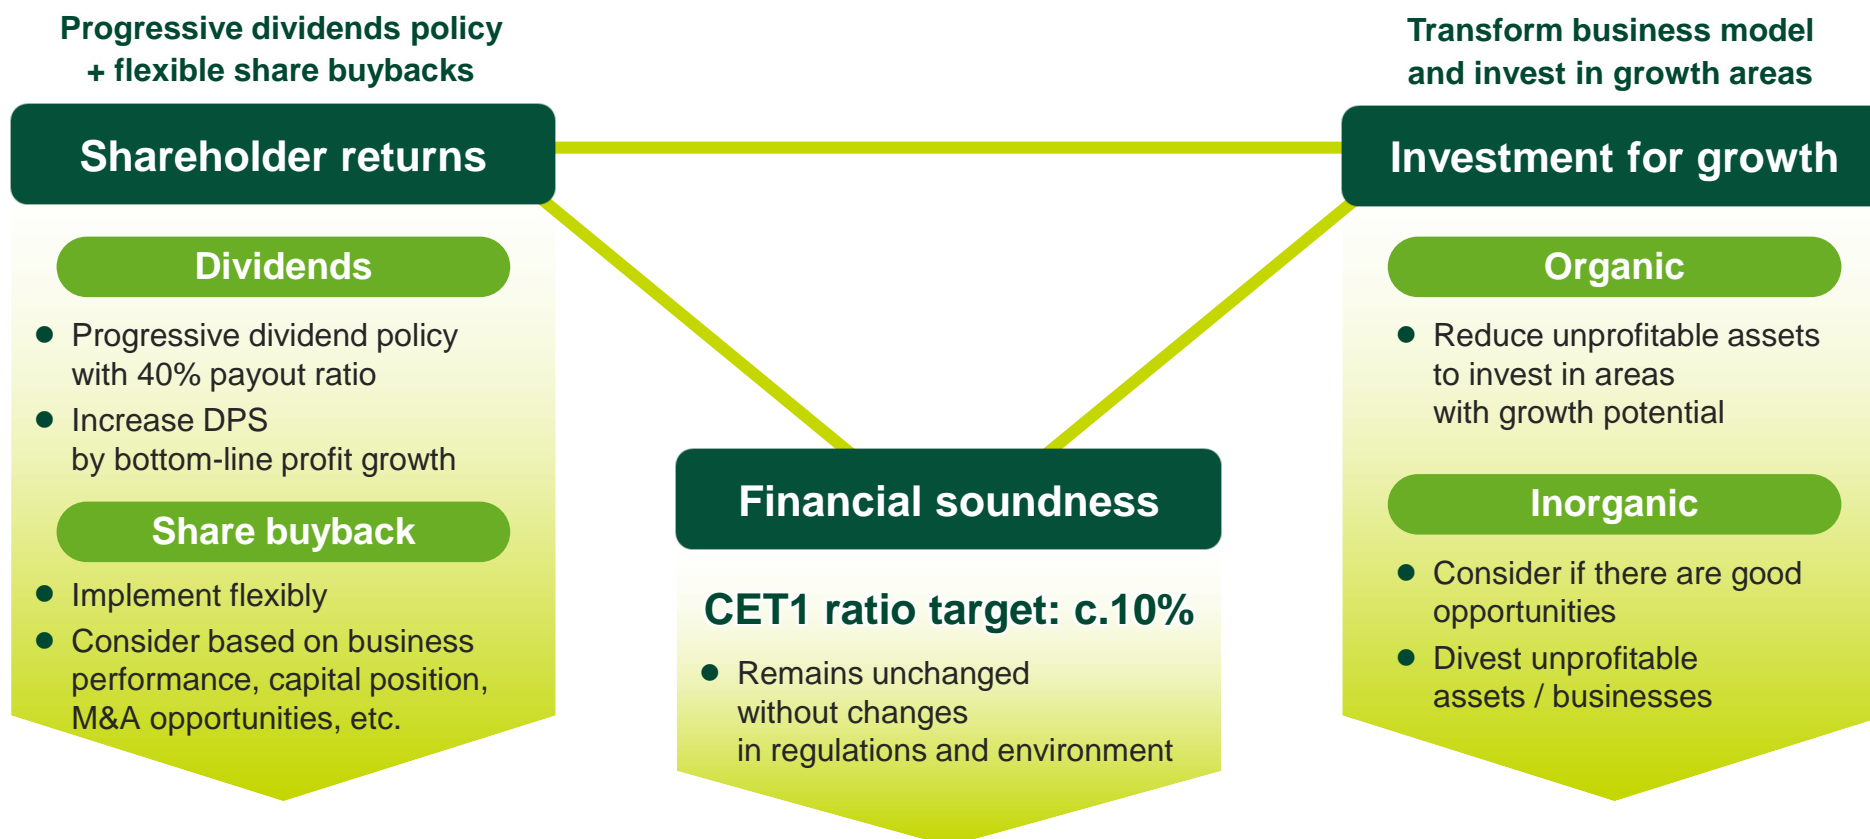 Progressive dividends policy
+ flexible share buybacks
Shareholder returns
Dividends
Progressive dividend policy
with 40% payout ratio
Increase DPS
by bottom-line profit growth
Share buyback
Implement flexibly
Consider based on business
performance, capital position,
M&A opportunities, etc.
Financial soundness
CET1 ratio target: c.10%
Remains unchanged
without changes
in regulations and environment
Transform business model
and invest in growth areas
Investment for growth
Organic
Reduce unprofitable assets
to invest in areas
with growth potential
Inorganic
Consider if there are good
opportunities
Divest unprofitable
assets / businesses